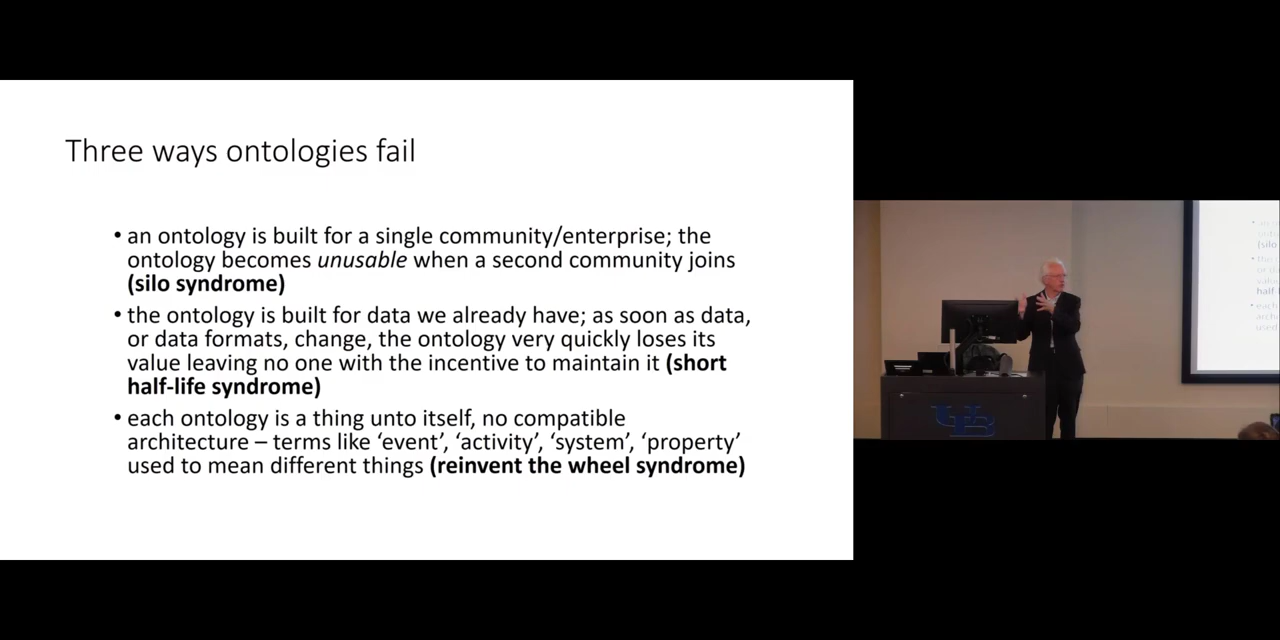 Three ways ontologies fail
• an ontology is built for a single community/enterprise; the
ontology becomes unusable when a second community joins
(silo syndrome)
• the ontology is built for data we already have; as soon as data,
or data formats, change, the ontology very quickly loses its
value leaving no one with the incentive to maintain it (short
half-life syndrome)
• each ontology is a thing unto itself, no compatible
architecture – terms like ‘event’, ‘activity’, ‘system’, ‘property’
used to mean different things (reinvent the wheel syndrome)
UB